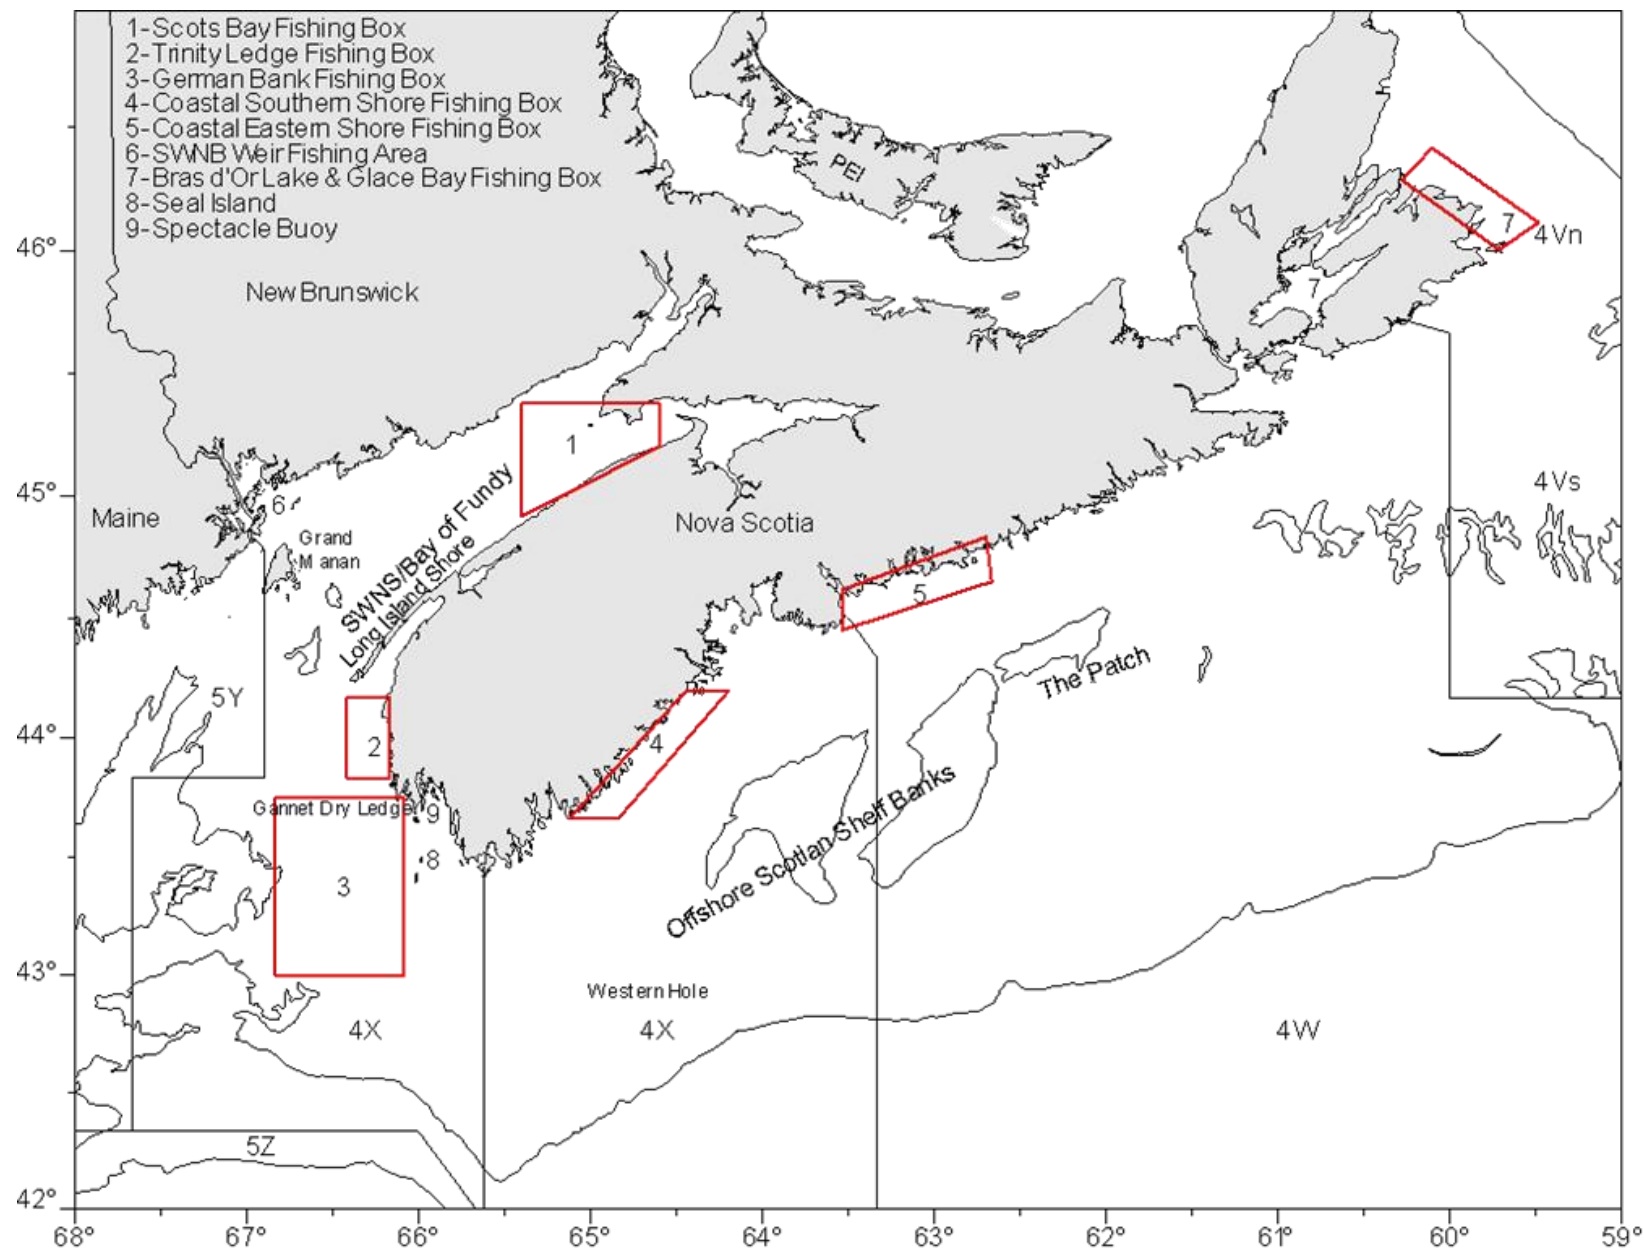 1-Scots Bay Fishing Box
2-Trinity Ledge Fishing Box
3-German Bank Fishing Box
4-Coastal Southern Shore Fishing Box
5-Coastal Eastern Shore Fishing Box
6-SWNB Weir Fishing Area
7-Bras d'Or Lake & Glace Bay Fishing Box
8-Seal Island
9-Spectacle Buoy
PEI
7
4Vn
46°
New Brunswick
7
1
45°
Maine
6
Grand
Manan
SWNS/Bay of Fundy
Long Island Shore
Nova Scotia
4Vs
5
The Patch
5Y
44°
2
4
Gannet Dry Ledge
9
8
3
Offshore Scotian Shelf Banks
43°
Western Hole
4X
4X
4W
5Z
42°
68°
67°
66°
65°
64°
63°
62°
61°
60°
59°